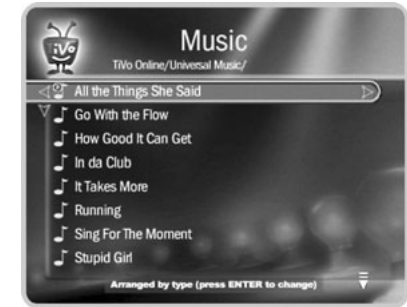 TiVo
Music
TiVo Online/Universal Music/
All the Things She Said
Go With the Flow
How Good It Can Get
In da Club
It Takes More
Running
Sing For The Moment
Stupid Girl
Arranged by type (press ENTER to change)